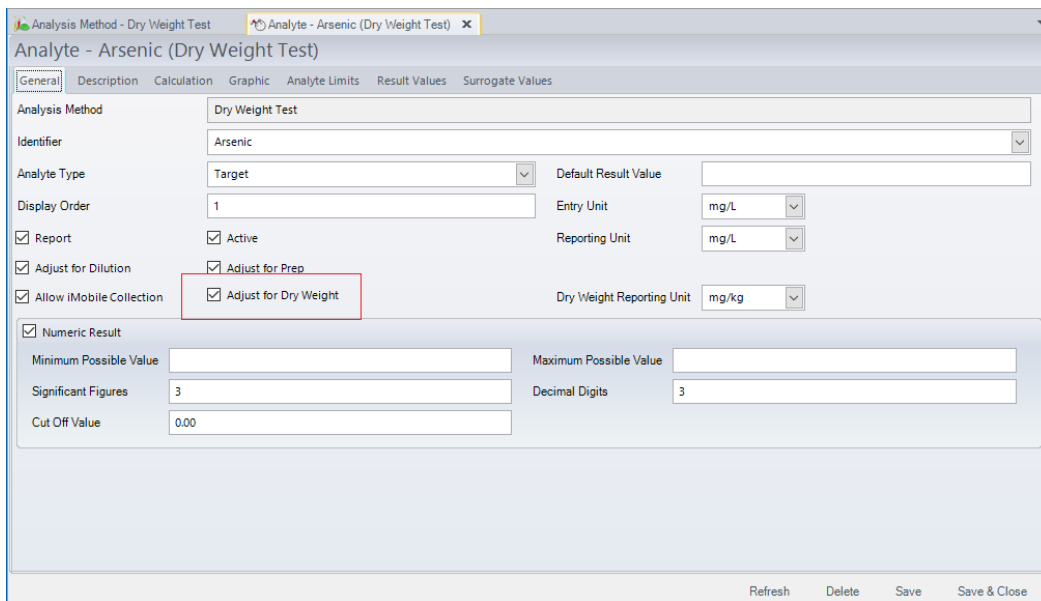 Analysis Method - Dry Weight Test
Analyte - Arsenic (Dry Weight Test) X
Analyte - Arsenic (Dry Weight Test)
General Description Calculation Graphic Analyte Limits Result Values Surrogate Values
Analysis Method Dry Weight Test
Identifier Arsenic
Analyte Type Target Default Result Value
Display Order 1 Entry Unit mg/L
Report Active Reporting Unit mg/L
Adjust for Dilution Adjust for Prep
Allow iMobile Collection Adjust for Dry Weight Dry Weight Reporting Unit mg/kg
Numeric Result
Minimum Possible Value Maximum Possible Value
Significant Figures 3 Decimal Digits 3
Cut Off Value 0.00
Refresh Delete Save Save & Close